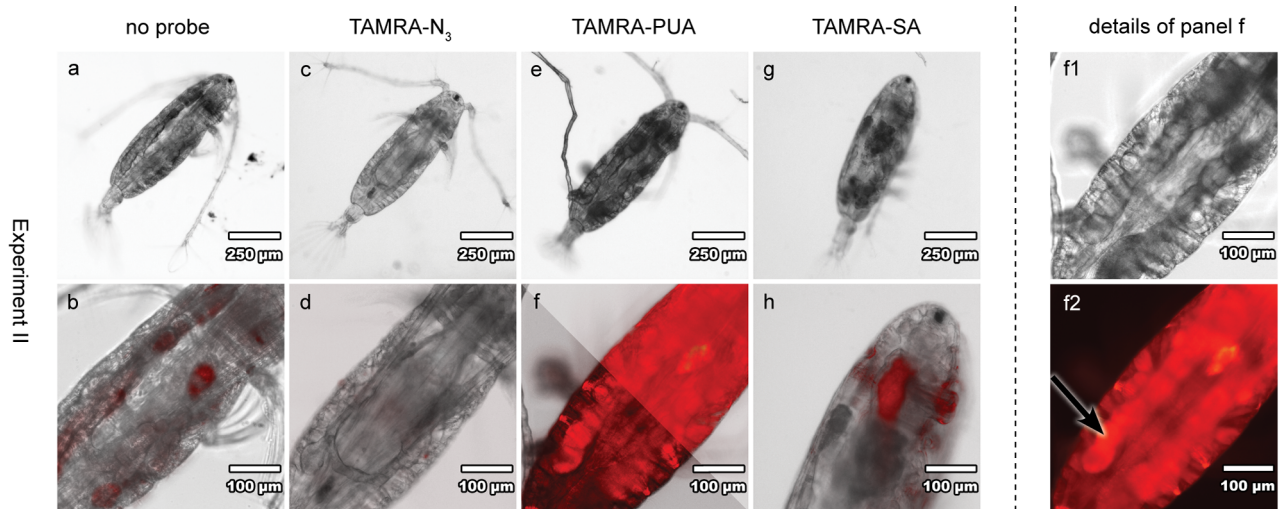 no probe
TAMRA-N3
TAMRA-PUA
TAMRA-SA
details of panel f
Experiment II
a
250 µm
c
250 µm
e
250 µm
g
250 µm
f1
100 µm
b
100 µm
d
100 µm
f
100 µm
h
100 µm
f2
100 µm